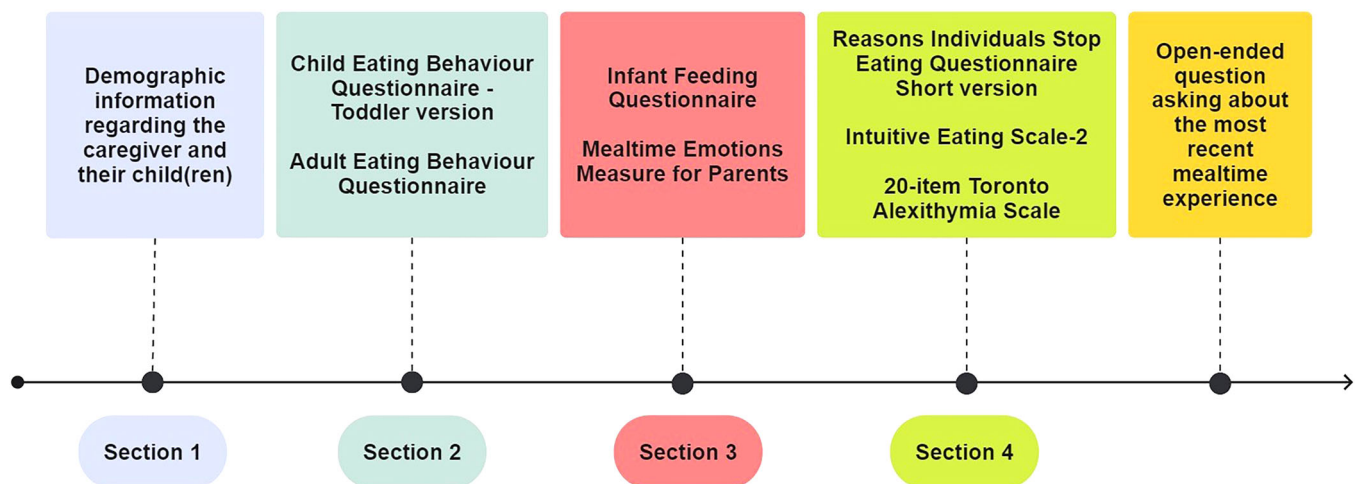 Demographic
information
regarding the
caregiver and
their child(ren)
Child Eating Behaviour
Questionnaire -
Toddler version
Adult Eating Behaviour
Questionnaire
Infant Feeding
Questionnaire
Mealtime Emotions
Measure for Parents
Reasons Individuals Stop
Eating Questionnaire
Short version
Intuitive Eating Scale-2
20-item Toronto
Alexithymia Scale
Open-ended
question
asking about
the most
recent
mealtime
experience
Section 1
Section 2
Section 3
Section 4